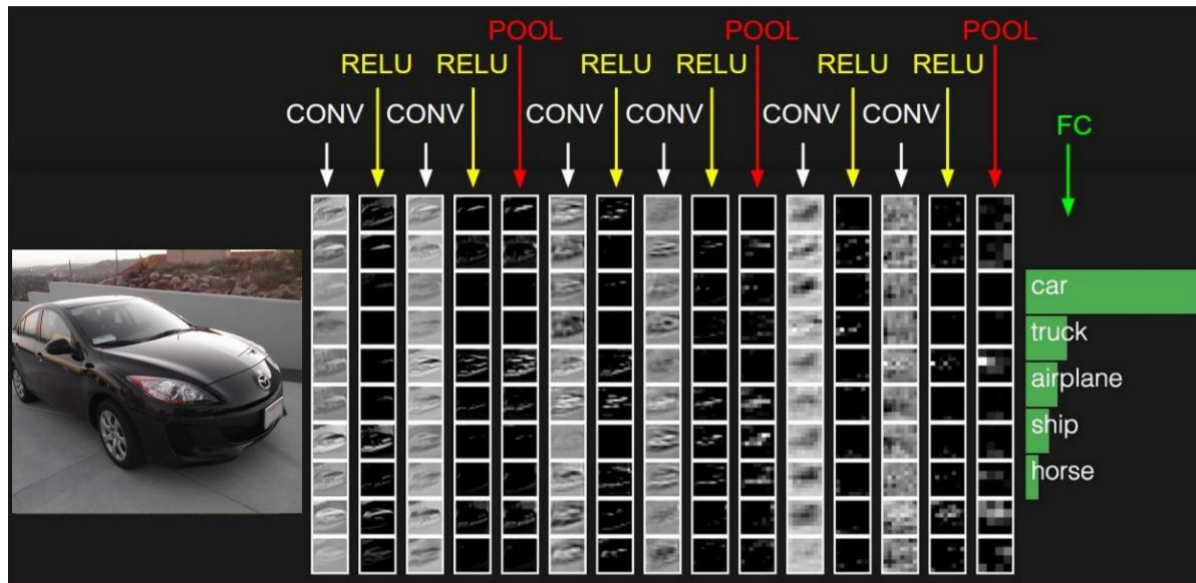 POOL POOL POOL
RELU RELU RELU RELU RELU RELU
CONV CONV CONV CONV CONV CONV
FC
car
truck
airplane
ship
horse